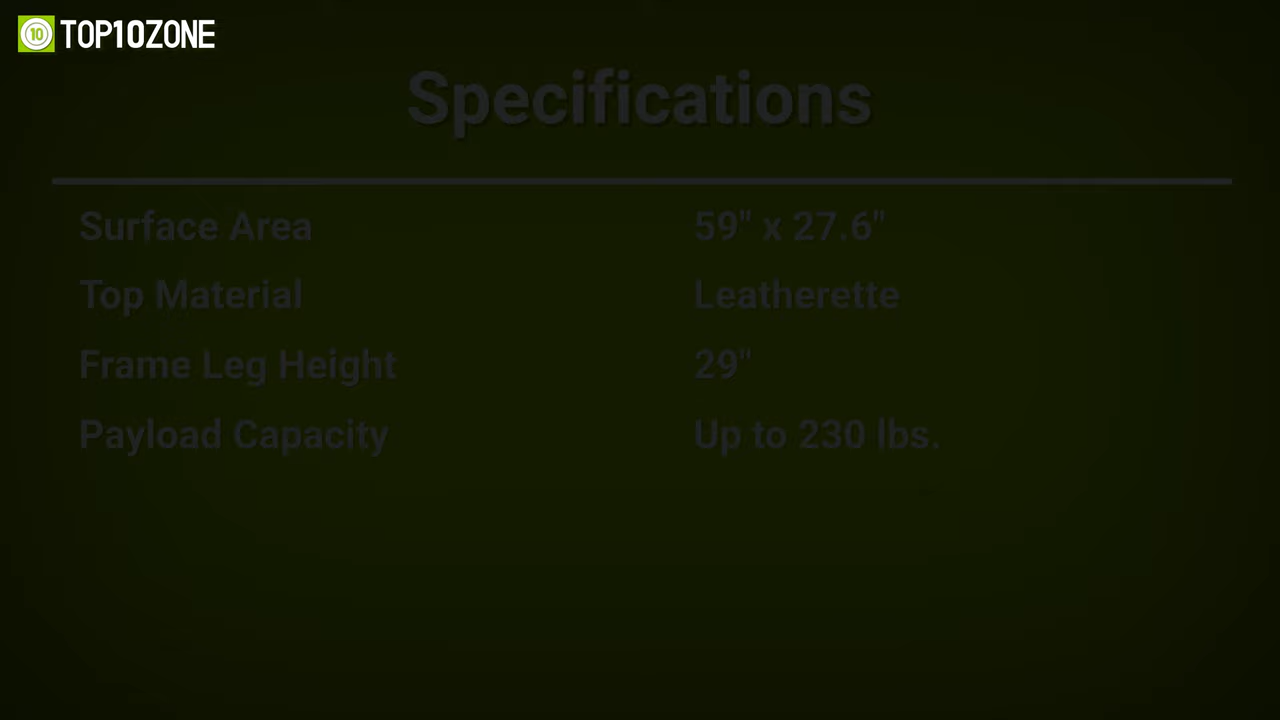 10 TOP10ZONE
Specifications
Surface Area 59" x 27.6"
Top Material Leatherette
Frame Leg Height 29"
Payload Capacity Up to 230 lbs.